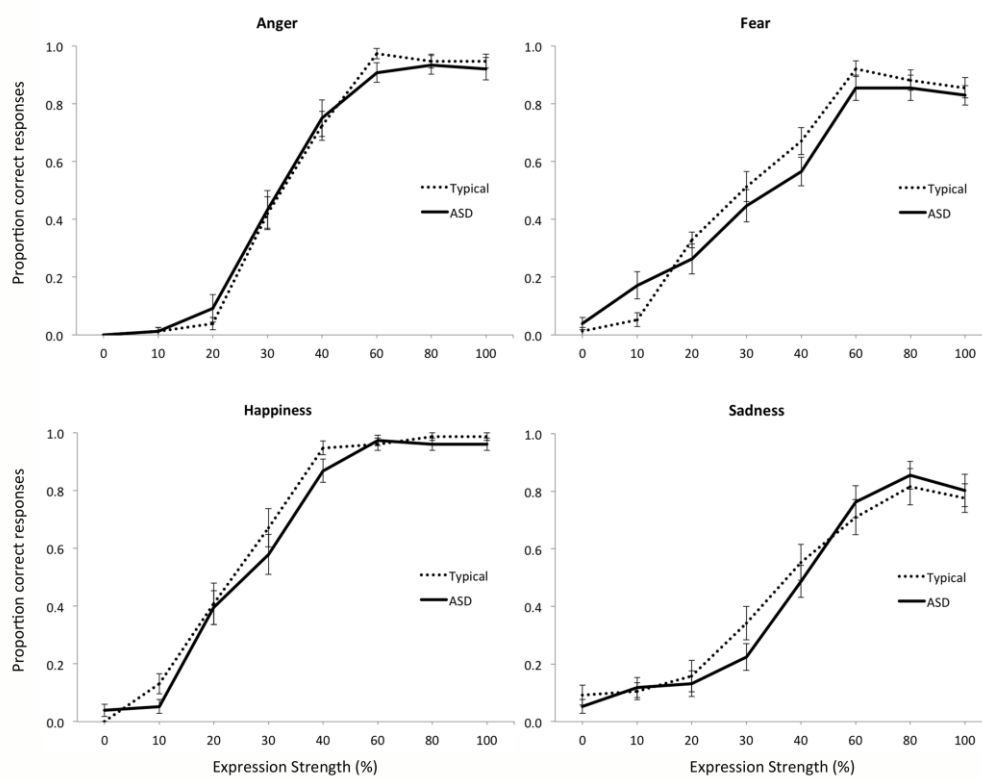 Anger
Proportion correct responses
1.0
0.8
0.6
0.4
0.2
0.0
Typical
ASD
0 10 20 30 40 60 80 100
Fear
1.0
0.8
0.6
0.4
0.2
0.0
Typical
ASD
0 10 20 30 40 60 80 100
Happiness
Proportion correct responses
1.0
0.8
0.6
0.4
0.2
0.0
Typical
ASD
0 10 20 30 40 60 80 100
Expression Strength (%)
Sadness
1.0
0.8
0.6
0.4
0.2
0.0
Typical
ASD
0 10 20 30 40 60 80 100
Expression Strength (%)